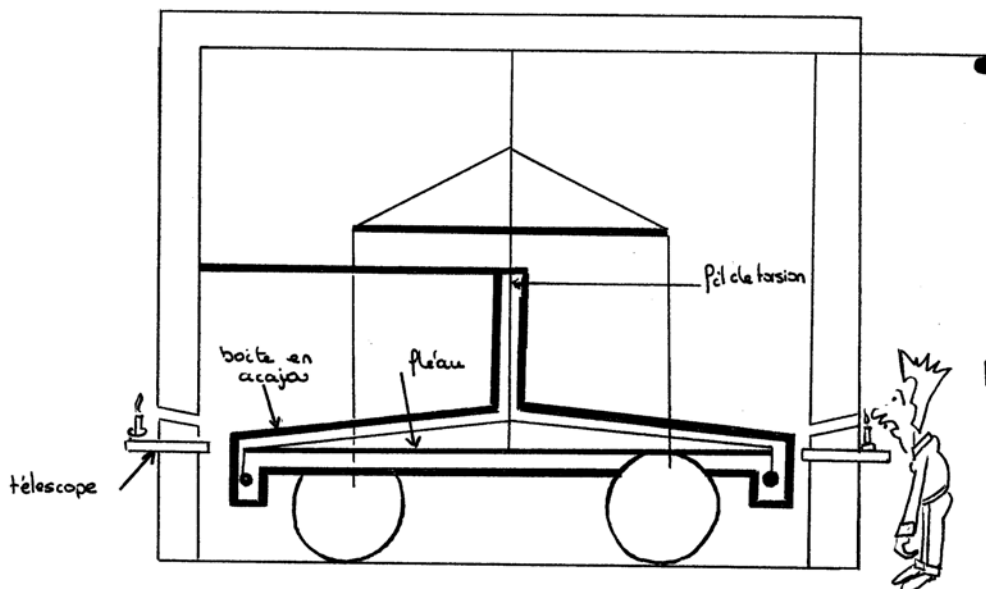 fil de torsion
boite en
acajou
fléau
télescope